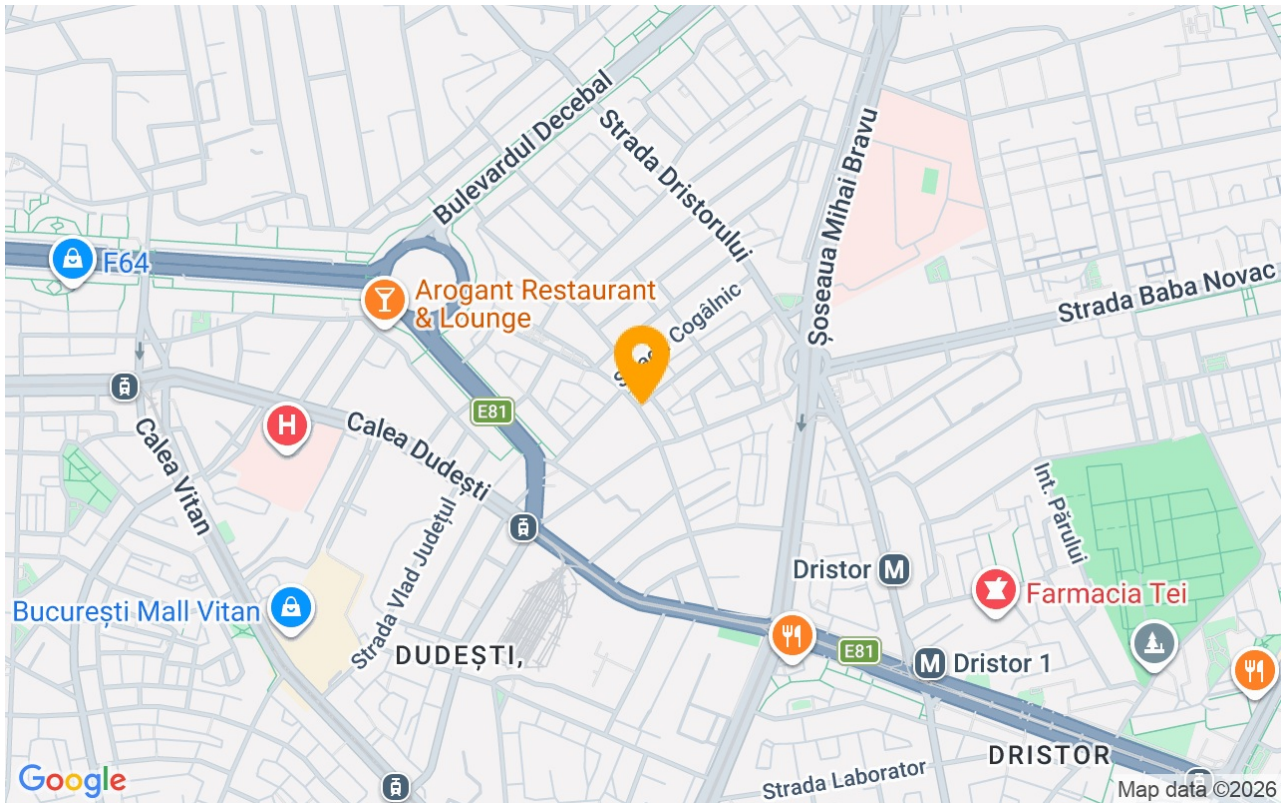 Bulevardul Decebal
Strada Dristorului
Șoseaua Mihai Bravu
F64
Arogant Restaurant
& Lounge
Cogâlnic
Strada Baba Novac
E81
Calea Dudești
H
Calea Vitan
Strada Vlad Județul
Int. Părului
Dristor M
Farmacia Tei
București Mall Vitan
DUDEȘTI,
E81
M Dristor 1
DRISTOR
Strada Laborator
Google
Map data ©2026